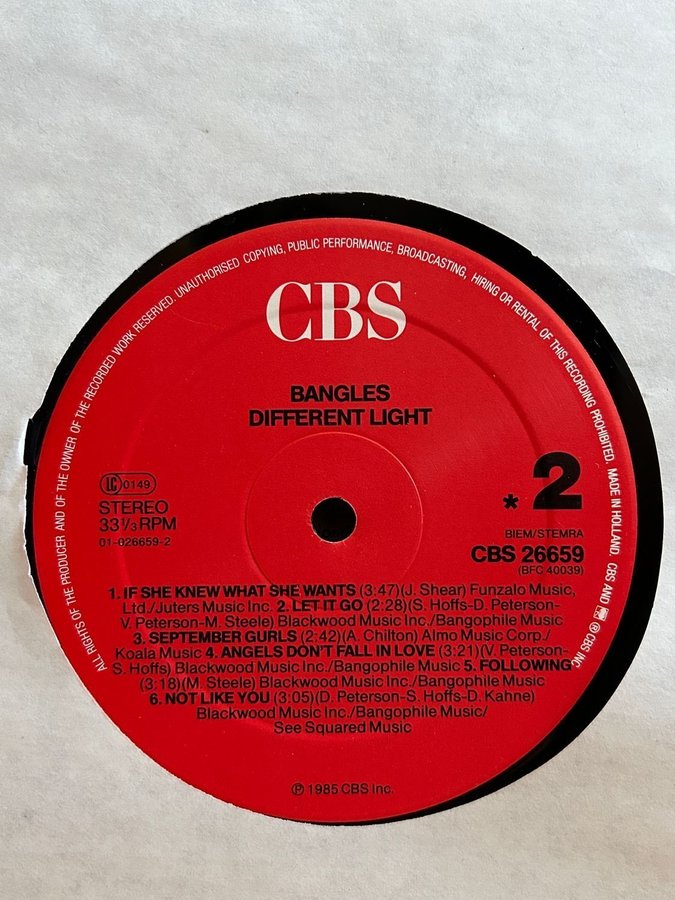 ALL RIGHTS OF THE PRODUCER AND OF THE OWNER OF THE RECORDED WORK RESERVED. UNAUTHORISED COPYING, PUBLIC PERFORMANCE, BROADCASTING, HIRING OR RENTAL OF THIS RECORDING PROHIBITED. MADE IN HOLLAND. CBS AND ® CBS INC.
CBS
BANGLES
DIFFERENT LIGHT
LC 0149
STEREO
33 1/3 RPM
01-026659-2
* 2
BIEM/STEMRA
CBS 26659
(BFC 40039)
1. IF SHE KNEW WHAT SHE WANTS (3:47)(J. Shear) Funzalo Music,
Ltd./Juters Music Inc. 2. LET IT GO (2:28)(S. Hoffs-D. Peterson-
V. Peterson-M. Steele) Blackwood Music Inc./Bangophile Music
3. SEPTEMBER GURLS (2:42)(A. Chilton) Almo Music Corp./
Koala Music 4. ANGELS DON'T FALL IN LOVE (3:21)(V. Peterson-
S. Hoffs) Blackwood Music Inc./Bangophile Music 5. FOLLOWING
(3:18)(M. Steele) Blackwood Music Inc./Bangophile Music
6. NOT LIKE YOU (3:05)(D. Peterson-S. Hoffs-D. Kahne)
Blackwood Music Inc./Bangophile Music/
See Squared Music
℗ 1985 CBS Inc.